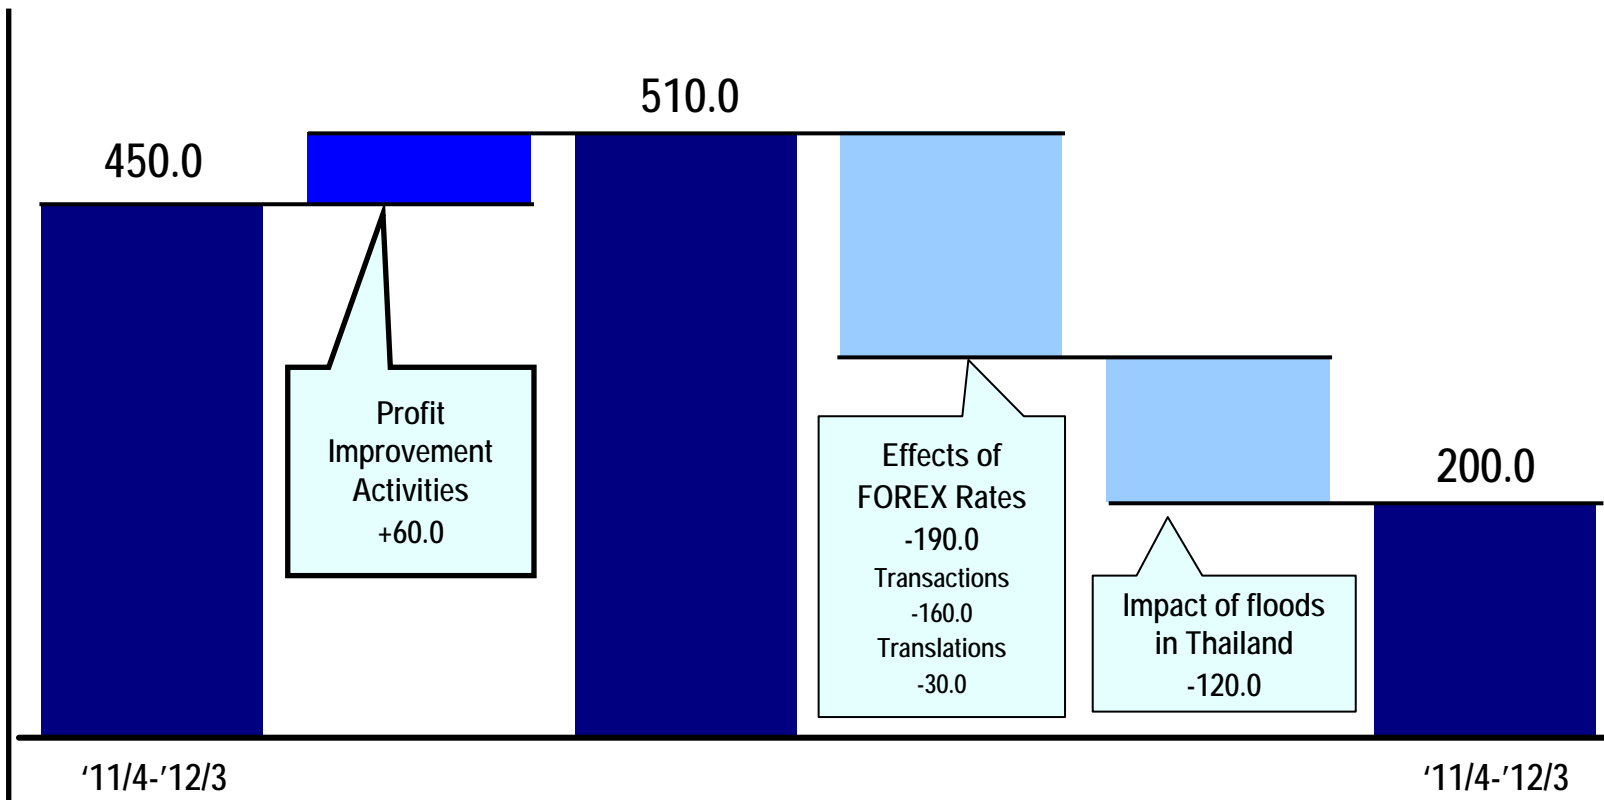 450.0
510.0
200.0
Profit
Improvement
Activities
+60.0
Effects of
FOREX Rates
-190.0
Transactions
-160.0
Translations
-30.0
Impact of floods
in Thailand
-120.0
‘11/4-’12/3
‘11/4-’12/3